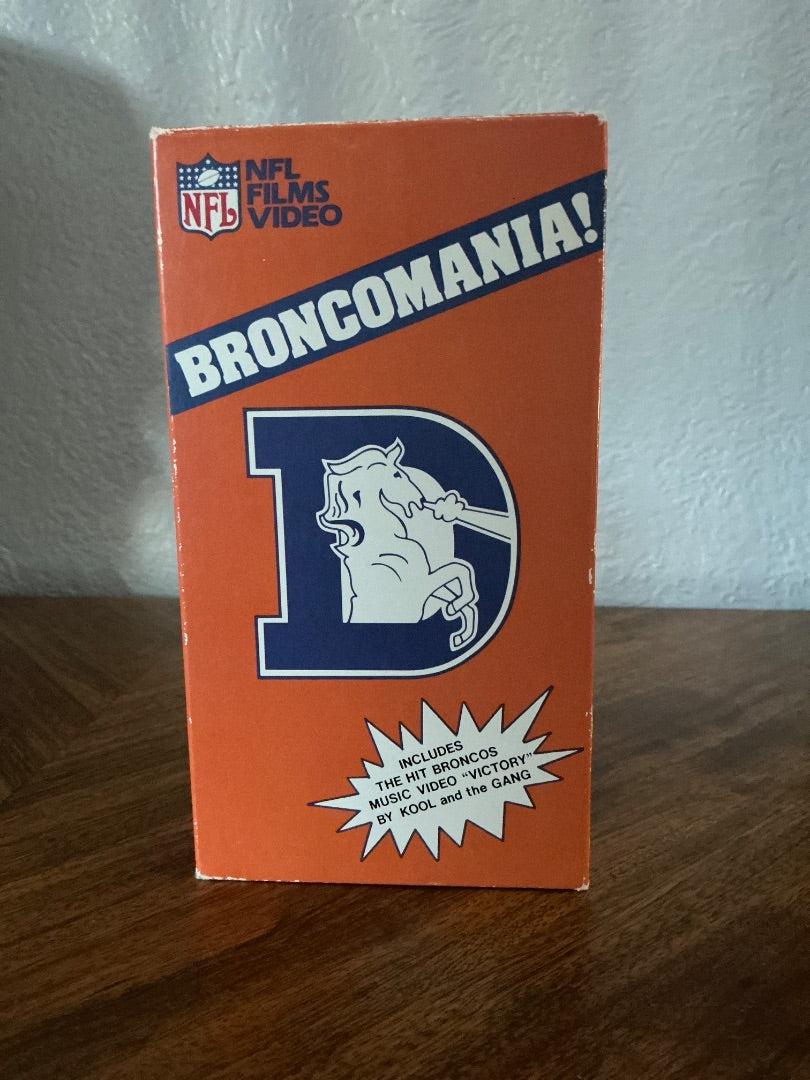 NFL
NFL
FILMS
VIDEO
BRONCOMANIA!
D
INCLUDES
THE HIT BRONCOS
MUSIC VIDEO "VICTORY"
BY KOOL and the GANG